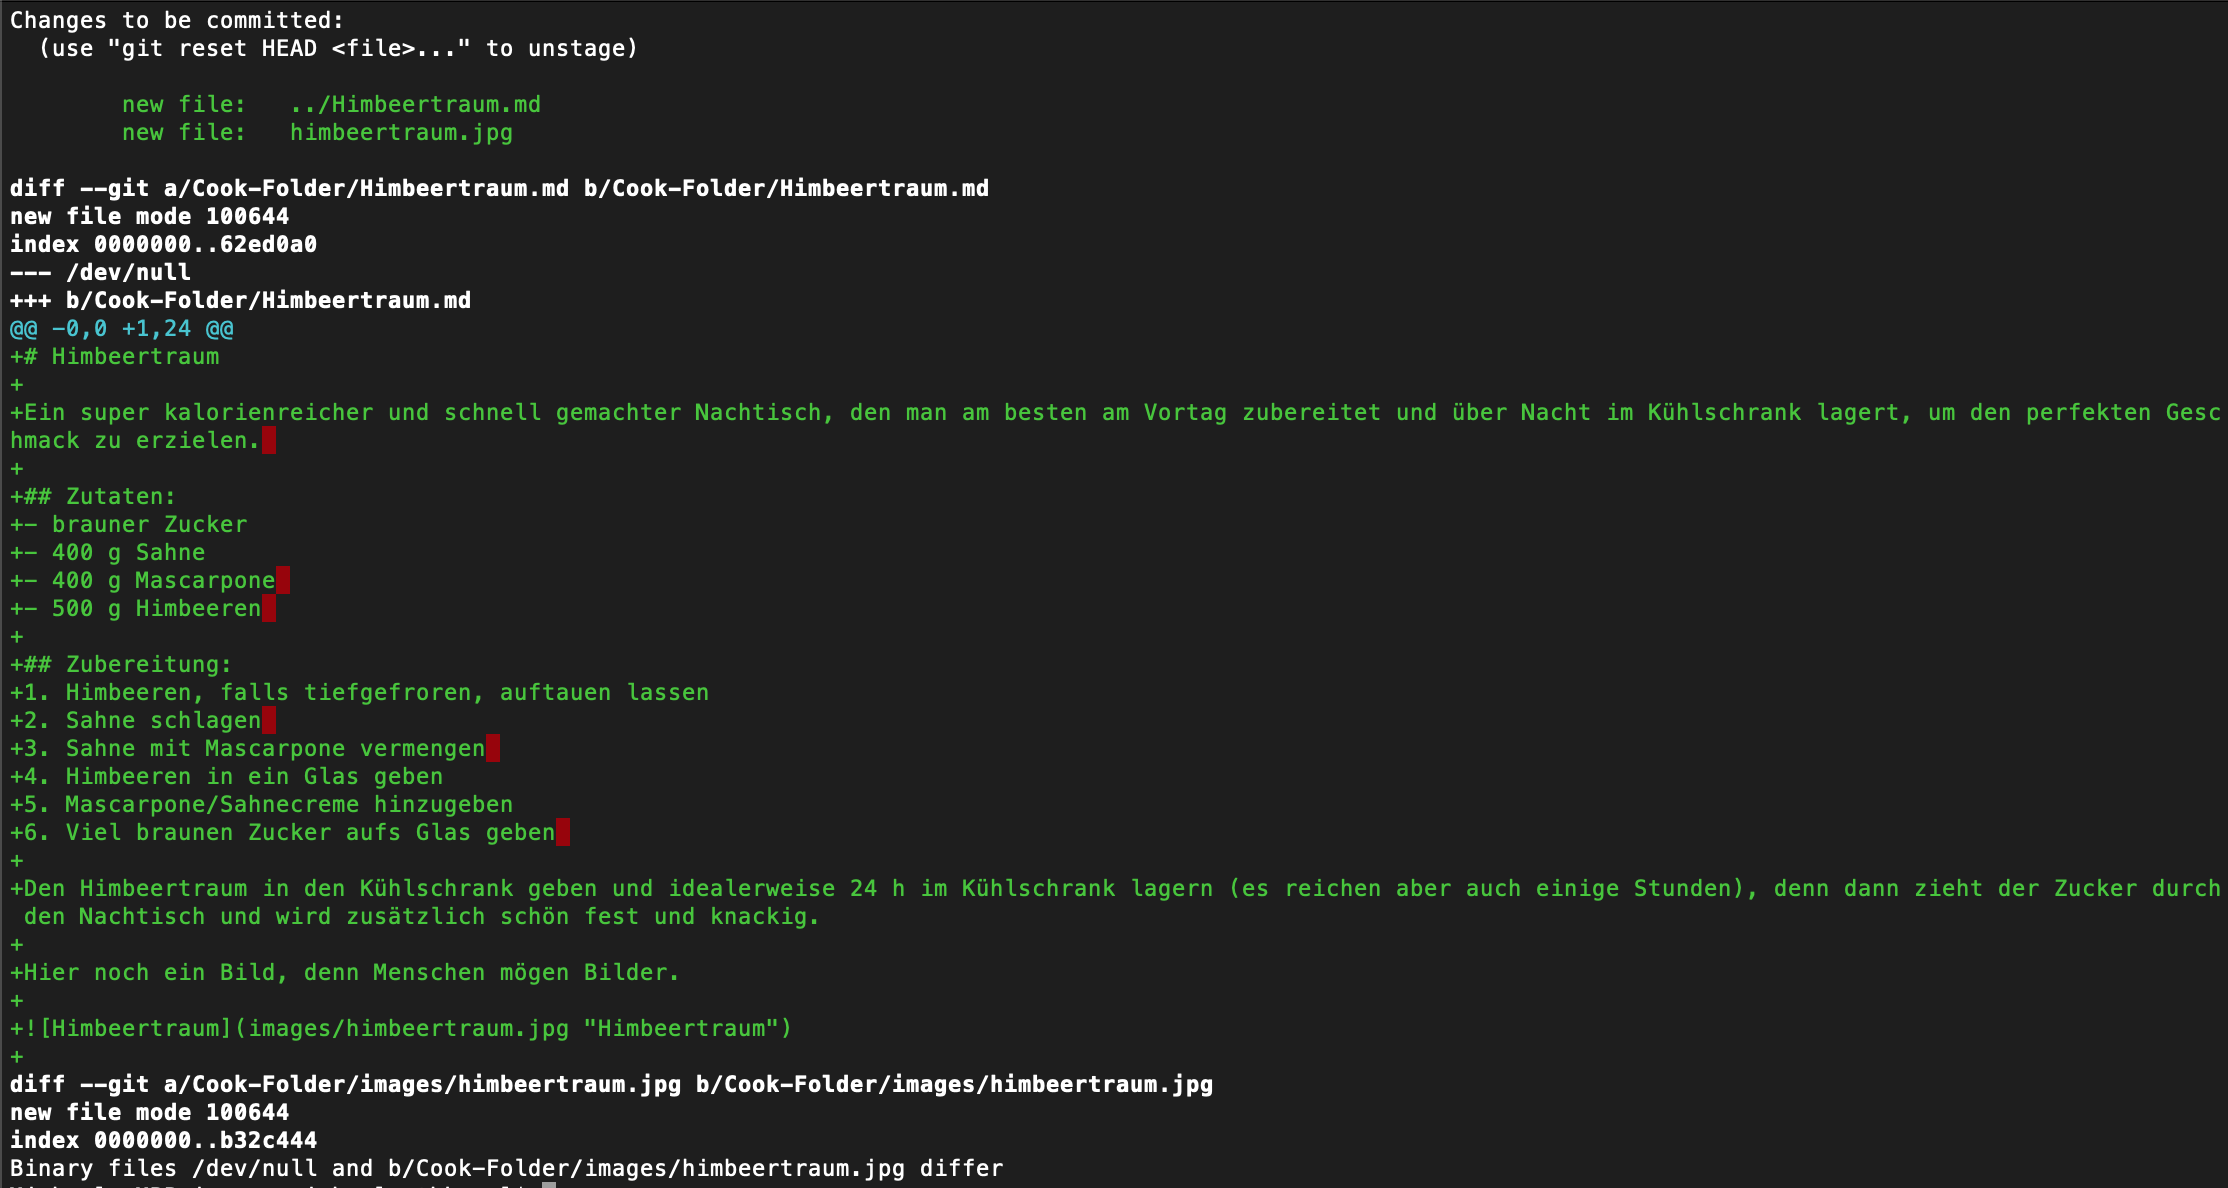 Changes to be committed:
  (use "git reset HEAD <file>..." to unstage)

        new file:   ../Himbeertraum.md
        new file:   himbeertraum.jpg

diff --git a/Cook-Folder/Himbeertraum.md b/Cook-Folder/Himbeertraum.md
new file mode 100644
index 0000000..62ed0a0
--- /dev/null
+++ b/Cook-Folder/Himbeertraum.md
@@ -0,0 +1,24 @@
+# Himbeertraum
+
+Ein super kalorienreicher und schnell gemachter Nachtisch, den man am besten am Vortag zubereitet und über Nacht im Kühlschrank lagert, um den perfekten Gesc
hmack zu erzielen.
+
+## Zutaten:
+- brauner Zucker
+- 400 g Sahne
+- 400 g Mascarpone
+- 500 g Himbeeren
+
+## Zubereitung:
+1. Himbeeren, falls tiefgefroren, auftauen lassen
+2. Sahne schlagen
+3. Sahne mit Mascarpone vermengen
+4. Himbeeren in ein Glas geben
+5. Mascarpone/Sahnecreme hinzugeben
+6. Viel braunen Zucker aufs Glas geben
+
+Den Himbeertraum in den Kühlschrank geben und idealerweise 24 h im Kühlschrank lagern (es reichen aber auch einige Stunden), denn dann zieht der Zucker durch
 den Nachtisch und wird zusätzlich schön fest und knackig.
+
+Hier noch ein Bild, denn Menschen mögen Bilder.
+
+![Himbeertraum](images/himbeertraum.jpg "Himbeertraum")
+
diff --git a/Cook-Folder/images/himbeertraum.jpg b/Cook-Folder/images/himbeertraum.jpg
new file mode 100644
index 0000000..b32c444
Binary files /dev/null and b/Cook-Folder/images/himbeertraum.jpg differ